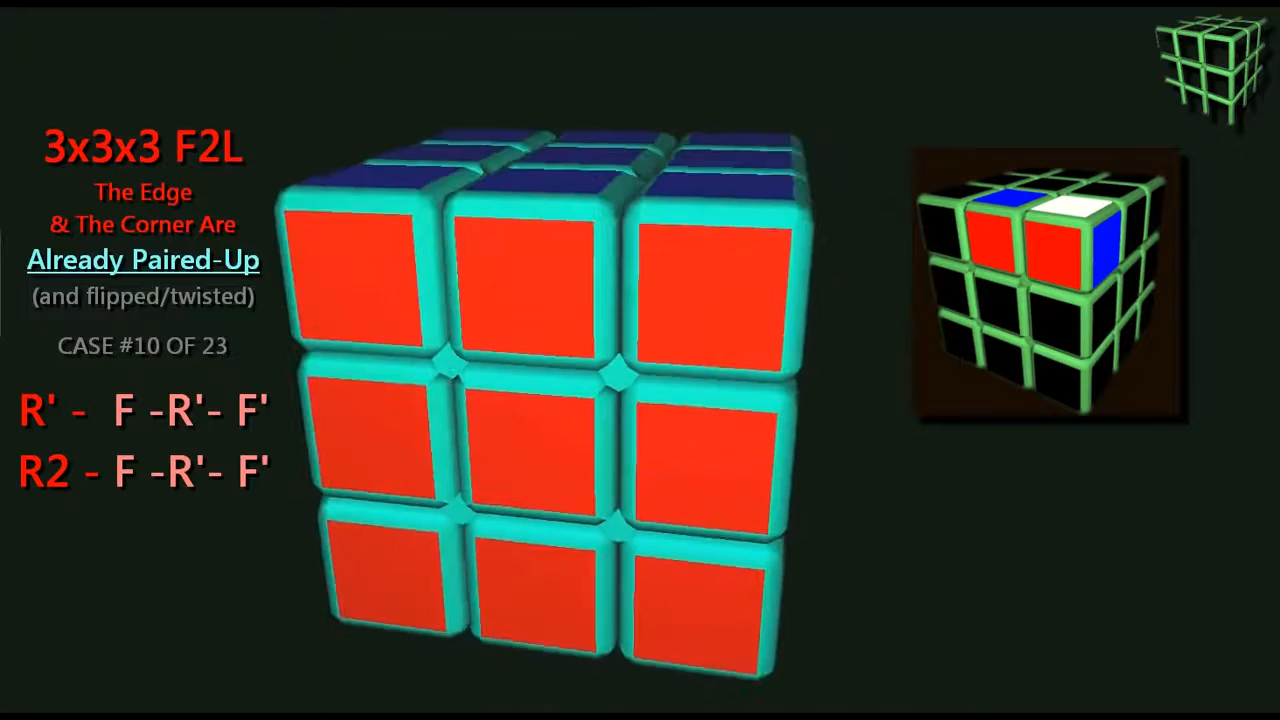 3x3x3 F2L
The Edge
& The Corner Are
Already Paired-Up
(and flipped/twisted)
CASE #10 OF 23
R' - F -R'- F'
R2 - F -R'- F'